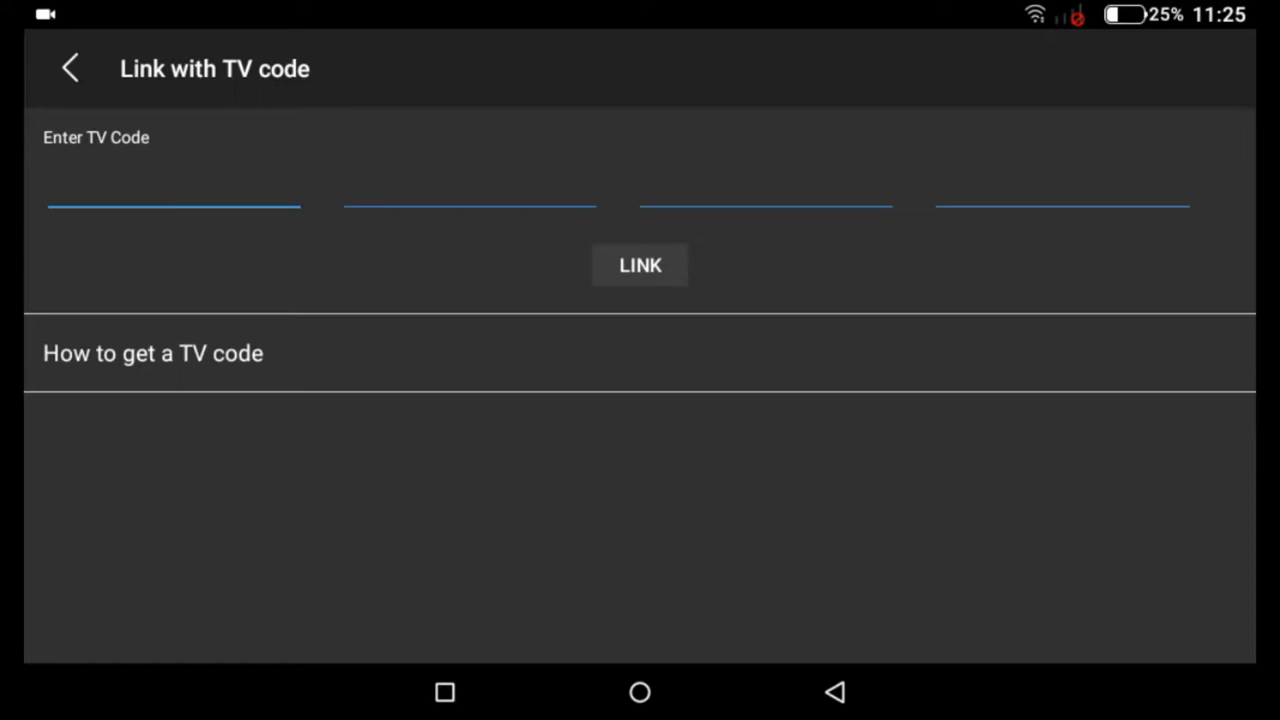 25% 11:25
Link with TV code
Enter TV Code
LINK
How to get a TV code